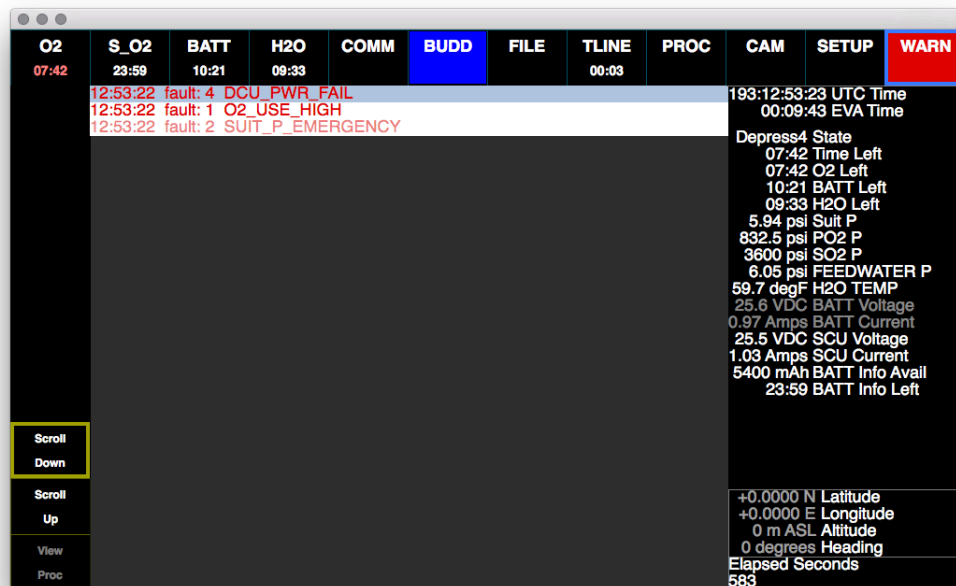 O2 S_O2 BATT H2O COMM BUDD FILE TLINE PROC CAM SETUP WARN
07:42 23:59 10:21 09:33 00:03
12:53:22 fault: 4 DCU_PWR_FAIL
12:53:22 fault: 1 O2_USE_HIGH
12:53:22 fault: 2 SUIT_P_EMERGENCY
193:12:53:23 UTC Time
00:09:43 EVA Time
Depress4 State
07:42 Time Left
07:42 O2 Left
10:21 BATT Left
09:33 H2O Left
5.94 psi Suit P
832.5 psi PO2 P
3600 psi SO2 P
6.05 psi FEEDWATER P
59.7 degF H2O TEMP
25.6 VDC BATT Voltage
0.97 Amps BATT Current
25.5 VDC SCU Voltage
1.03 Amps SCU Current
5400 mAh BATT Info Avail
23:59 BATT Info Left
Scroll
Down
Scroll
Up
View
Proc
+0.0000 N Latitude
+0.0000 E Longitude
0 m ASL Altitude
0 degrees Heading
Elapsed Seconds
583